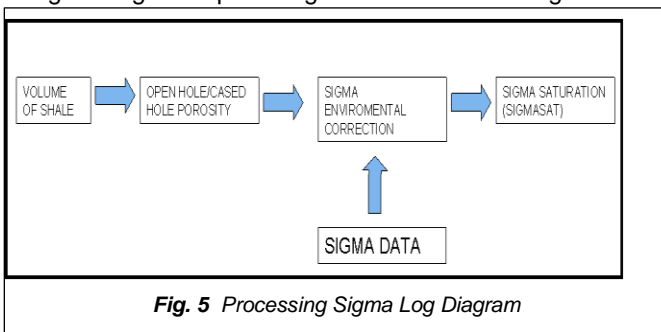 VOLUME
OF SHALE
OPEN HOLE/CASED
HOLE POROSITY
SIGMA
ENVIROMENTAL
CORRECTION
SIGMA SATURATION
(SIGMASAT)
SIGMA DATA
Fig. 5 Processing Sigma Log Diagram